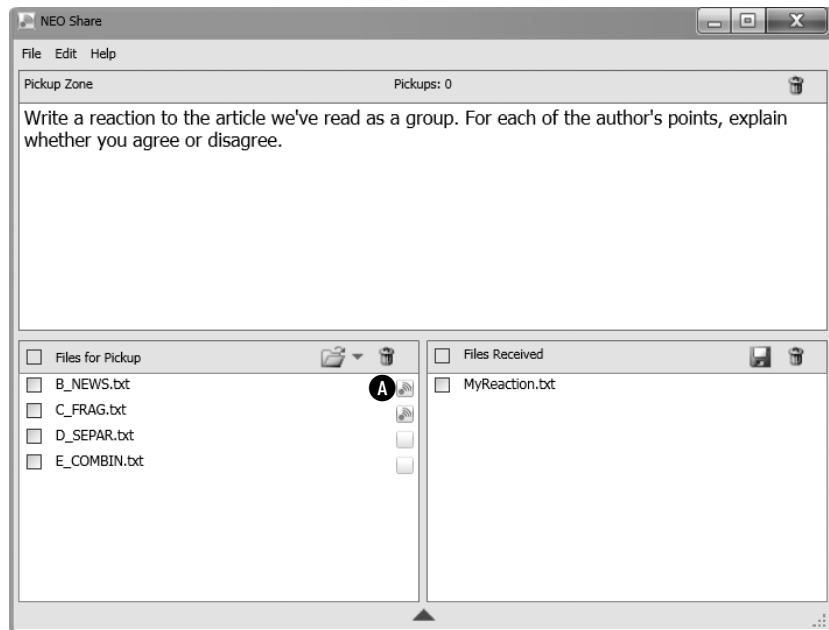 NEO Share
File Edit Help
Pickup Zone Pickups: 0
Write a reaction to the article we've read as a group. For each of the author's points, explain
whether you agree or disagree.
Files for Pickup
B_NEWS.txt
A
C_FRAG.txt
D_SEPAR.txt
E_COMBIN.txt
Files Received
MyReaction.txt